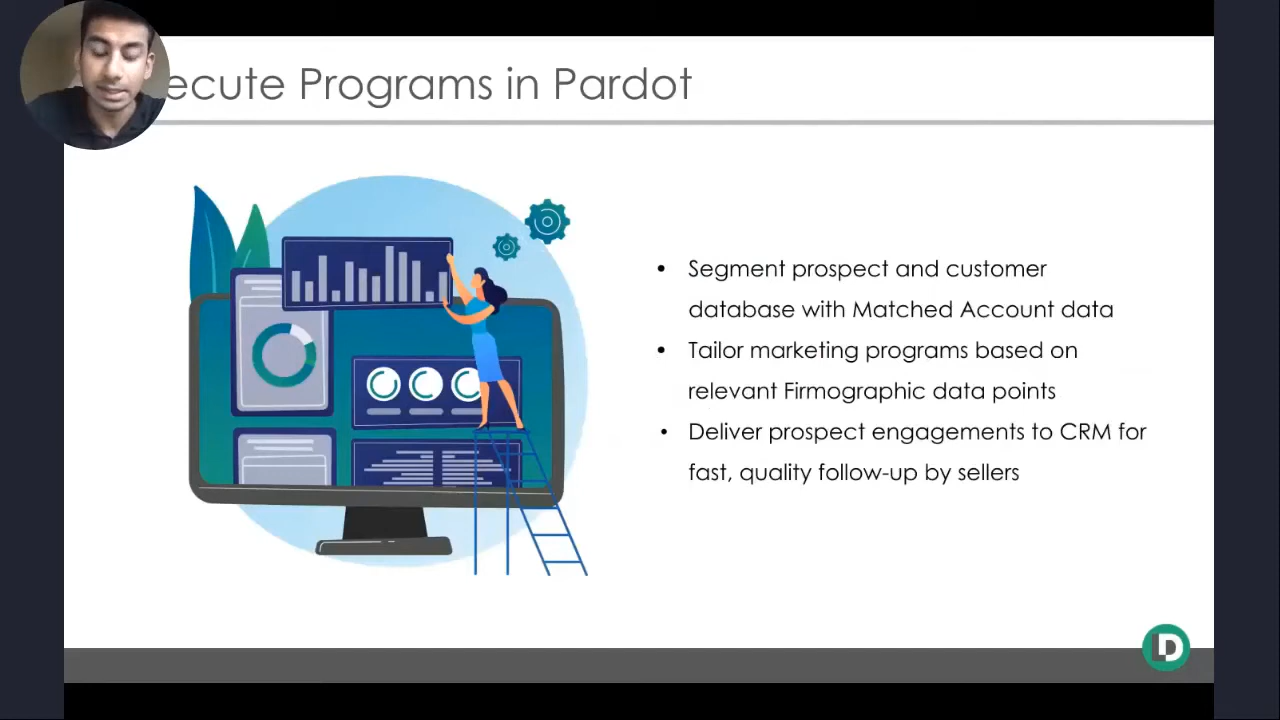 ecute Programs in Pardot
• Segment prospect and customer
database with Matched Account data
• Tailor marketing programs based on
relevant Firmographic data points
• Deliver prospect engagements to CRM for
fast, quality follow-up by sellers
D